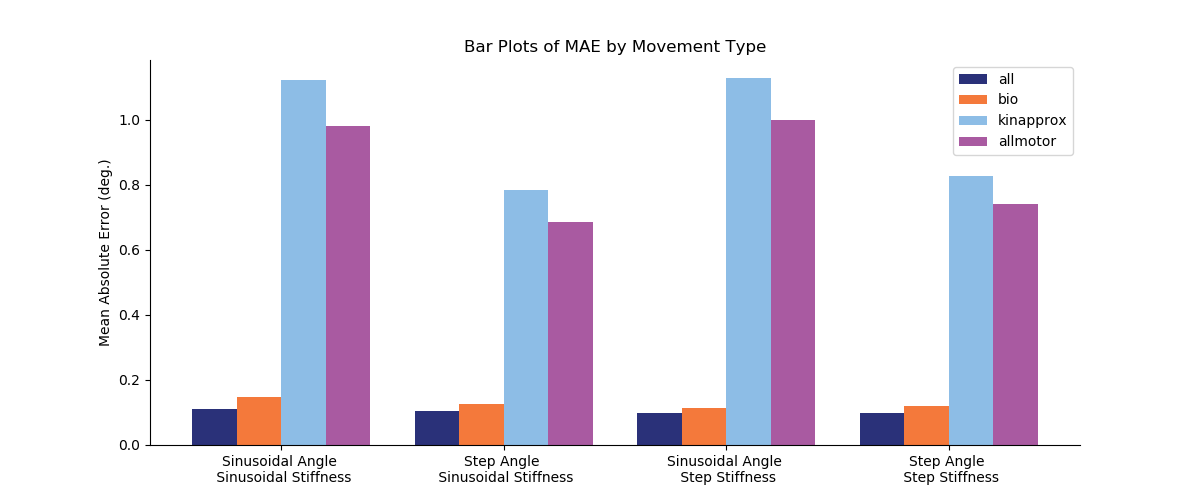 Bar Plots of MAE by Movement Type
all
bio
kinapprox
allmotor
Mean Absolute Error (deg.)
1.0
0.8
0.6
0.4
0.2
0.0
Sinusoidal Angle
Sinusoidal Stiffness
Step Angle
Sinusoidal Stiffness
Sinusoidal Angle
Step Stiffness
Step Angle
Step Stiffness